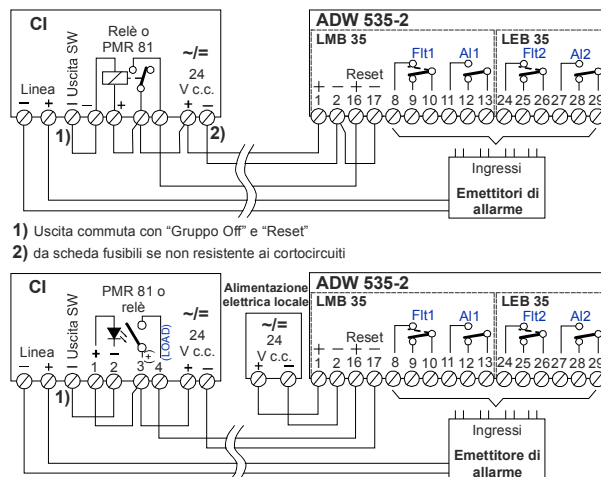 CI
Relè o
PMR 81
~/=
24
V c.c.
Linea
Uscita SW
− + I − + + −
1)
2)
ADW 535-2
LMB 35
LEB 35
Flt1
Al1
Flt2
Al2
Reset
+ − + −
1 2 16 17 8 9 10 11 12 13 24 25 26 27 28 29
Ingressi
Emettitori di
allarme
1) Uscita commuta con “Gruppo Off” e “Reset”
2) da scheda fusibili se non resistente ai cortocircuiti
CI
PMR 81 o
relè
~/=
24
V c.c.
Linea
Uscita SW
+ −
(+)
(LOAD)
− + I 1 2 3 4 + −
1)
Alimentazione
elettrica locale
~/=
24
V c.c.
+ −
ADW 535-2
LMB 35
LEB 35
Flt1
Al1
Flt2
Al2
Reset
+ − + −
1 2 16 17 8 9 10 11 12 13 24 25 26 27 28 29
Ingressi
Emettitore di
allarme